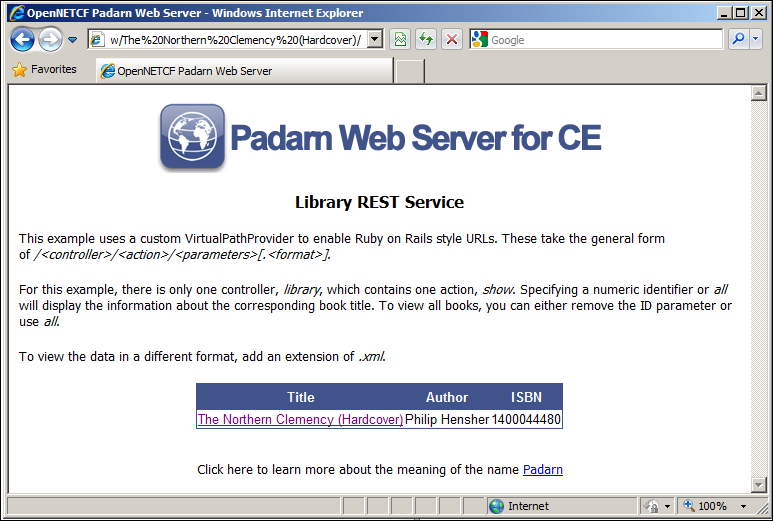 OpenNETCF Padarn Web Server - Windows Internet Explorer
w/The%20Northern%20Clemency%20(Hardcover)/
Google
Favorites
OpenNETCF Padarn Web Server
Padarn Web Server for CE
Library REST Service
This example uses a custom VirtualPathProvider to enable Ruby on Rails style URLs. These take the general form
of /<controller>/<action>/<parameters>[.<format>].
For this example, there is only one controller, library, which contains one action, show. Specifying a numeric identifier or all
will display the information about the corresponding book title. To view all books, you can either remove the ID parameter or
use all.
To view the data in a different format, add an extension of .xml.
Title Author ISBN
The Northern Clemency (Hardcover) Philip Hensher 1400044480
Click here to learn more about the meaning of the name Padarn
Internet 100%